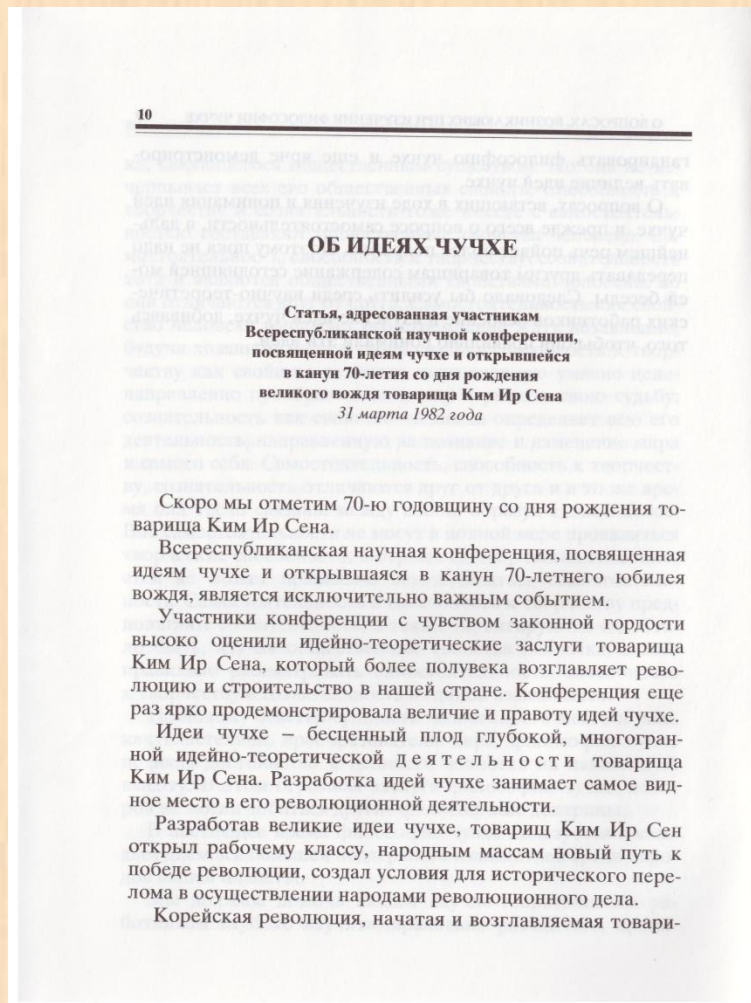 10
ОБ ИДЕЯХ ЧУЧХЕ
Статья, адресованная участникам
Всереспубликанской научной конференции,
посвященной идеям чучхе и открывшейся
в канун 70-летия со дня рождения
великого вождя товарища Ким Ир Сена
31 марта 1982 года
Скоро мы отметим 70-ю годовщину со дня рождения то-
варища Ким Ир Сена.
Всереспубликанская научная конференция, посвященная
идеям чучхе и открывшаяся в канун 70-летнего юбилея
вождя, является исключительно важным событием.
Участники конференции с чувством законной гордости
высоко оценили идейно-теоретические заслуги товарища
Ким Ир Сена, который более полувека возглавляет рево-
люцию и строительство в нашей стране. Конференция еще
раз ярко продемонстрировала величие и правоту идей чучхе.
Идеи чучхе – бесценный плод глубокой, многогран-
ной идейно-теоретической деятельности товарища
Ким Ир Сена. Разработка идей чучхе занимает самое вид-
ное место в его революционной деятельности.
Разработав великие идеи чучхе, товарищ Ким Ир Сен
открыл рабочему классу, народным массам новый путь к
победе революции, создал условия для исторического пере-
лома в осуществлении народами революционного дела.
Корейская революция, начатая и возглавляемая товари-